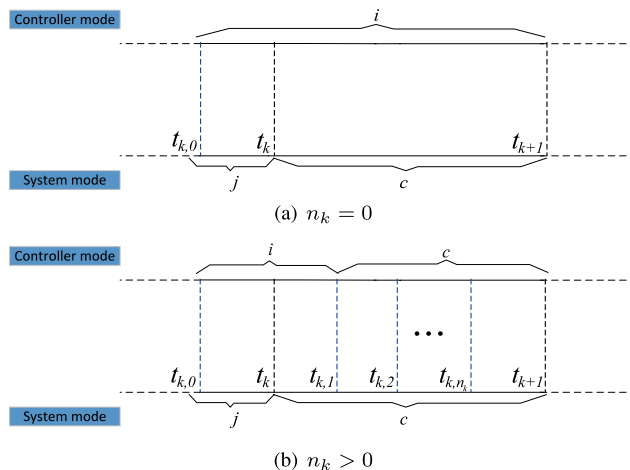 Controller mode
i
t_{k,0} t_k t_{k+1}
System mode
j c
(a) n_k = 0
Controller mode
i c
...
t_{k,0} t_k t_{k,1} t_{k,2} t_{k,n_k} t_{k+1}
System mode
j c
(b) n_k > 0